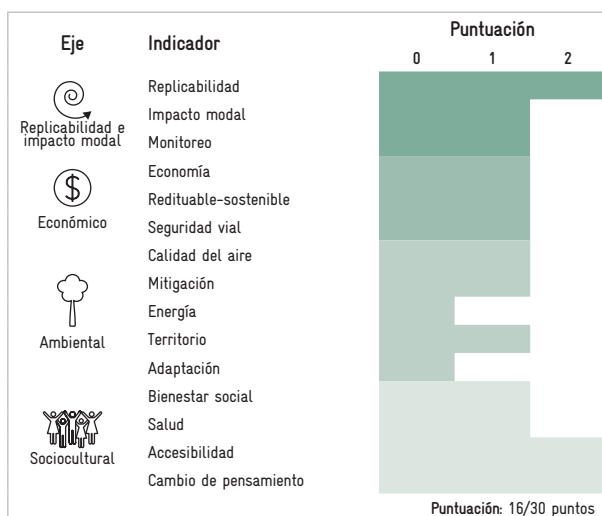 Eje Indicador Puntuación
0 1 2
Replicabilidad
Impacto modal
Monitoreo
Replicabilidad e
impacto modal
Economía
Redituable-sostenible
Seguridad vial
$
Económico
Calidad del aire
Mitigación
Energía
Territorio
Adaptación
Ambiental
Bienestar social
Salud
Accesibilidad
Cambio de pensamiento
Sociocultural
Puntuación: 16/30 puntos